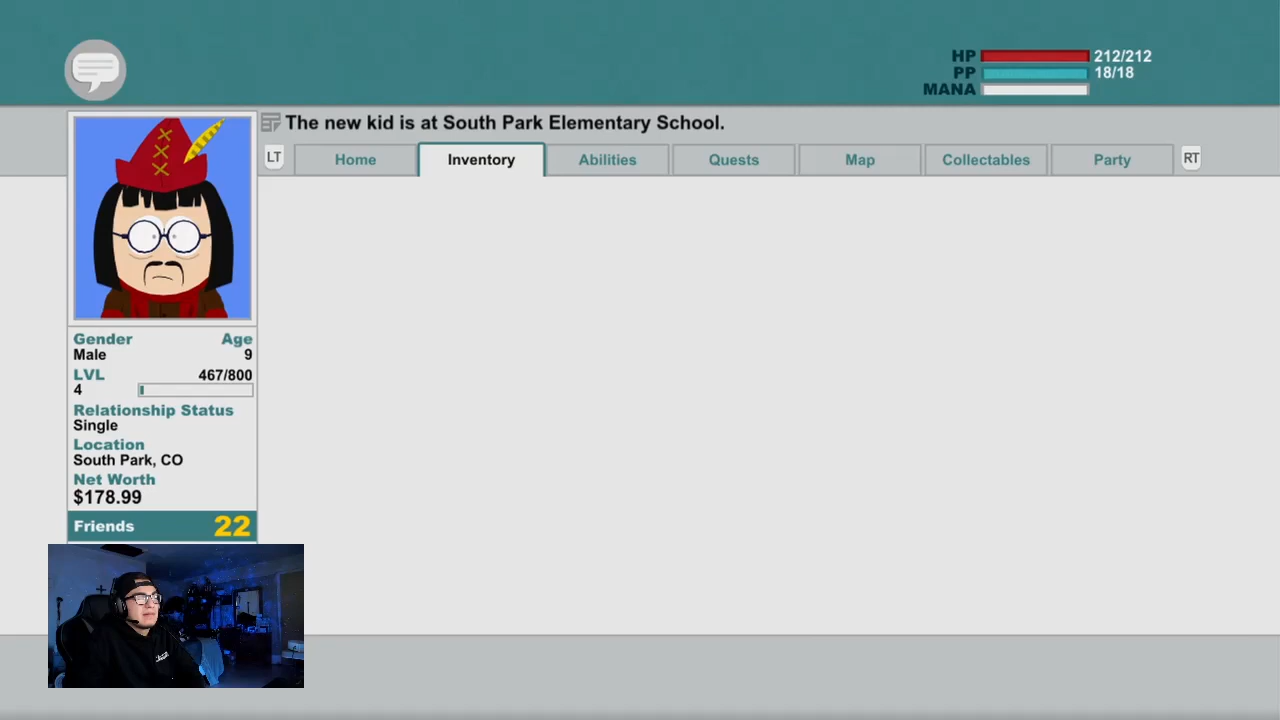 HP 212/212
PP 18/18
MANA
The new kid is at South Park Elementary School.
LT Home Inventory Abilities Quests Map Collectables Party RT
Gender Age
Male 9
LVL 467/800
4
Relationship Status
Single
Location
South Park, CO
Net Worth
$178.99
Friends 22